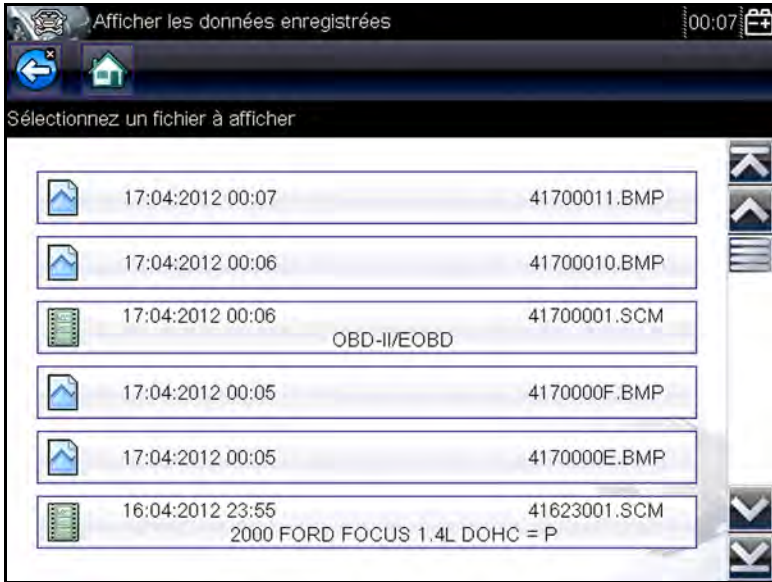 Afficher les données enregistrées 00:07
Sélectionnez un fichier à afficher
17:04:2012 00:07 41700011.BMP
17:04:2012 00:06 41700010.BMP
17:04:2012 00:06 41700001.SCM
OBD-II/EOBD
17:04:2012 00:05 4170000F.BMP
17:04:2012 00:05 4170000E.BMP
16:04:2012 23:55 41623001.SCM
2000 FORD FOCUS 1.4L DOHC = P